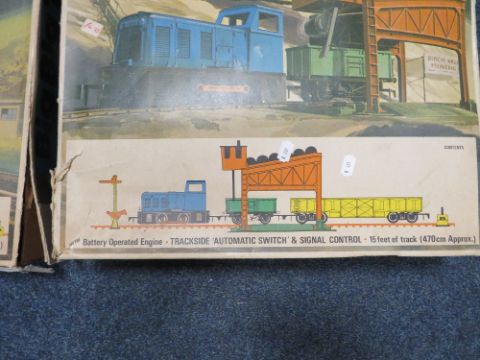 CONTENTS
Battery Operated Engine · TRACKSIDE 'AUTOMATIC SWITCH' & SIGNAL CONTROL · 15 feet of track (470cm Approx.)